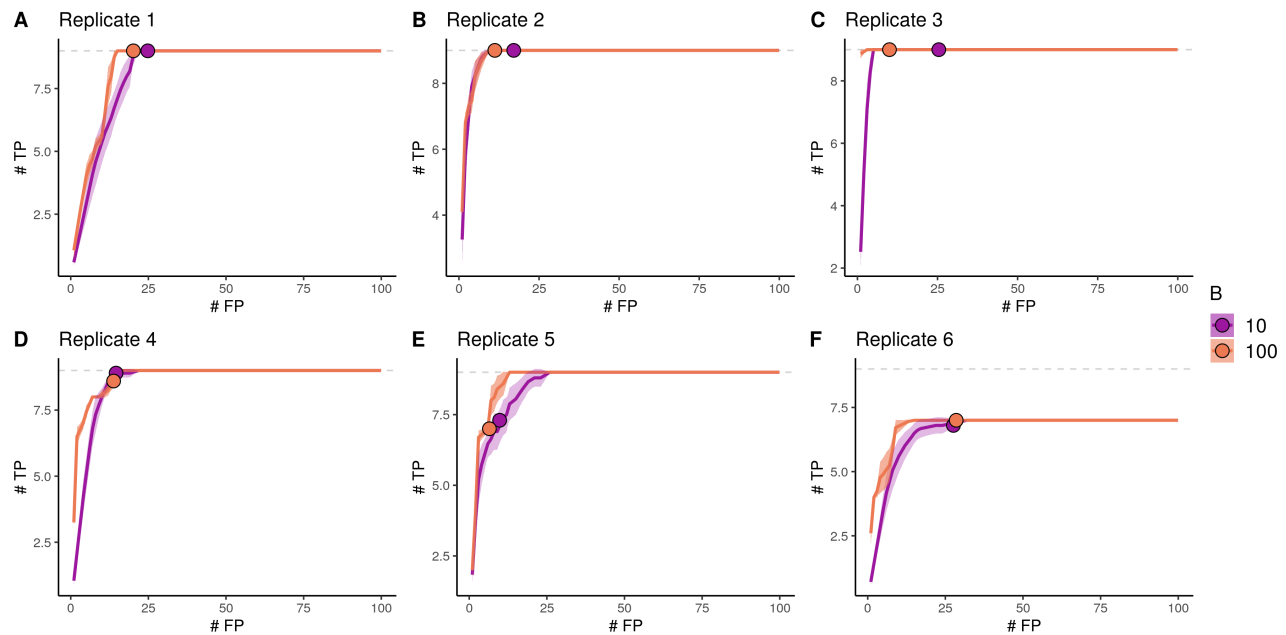 A Replicate 1
7.5
5.0
2.5
# TP
0 25 50 75 100
# FP
B Replicate 2
8
6
4
# TP
0 25 50 75 100
# FP
C Replicate 3
8
6
4
2
# TP
0 25 50 75 100
# FP
D Replicate 4
7.5
5.0
2.5
# TP
0 25 50 75 100
# FP
E Replicate 5
7.5
5.0
2.5
# TP
0 25 50 75 100
# FP
F Replicate 6
7.5
5.0
2.5
# TP
0 25 50 75 100
# FP
B
10
100